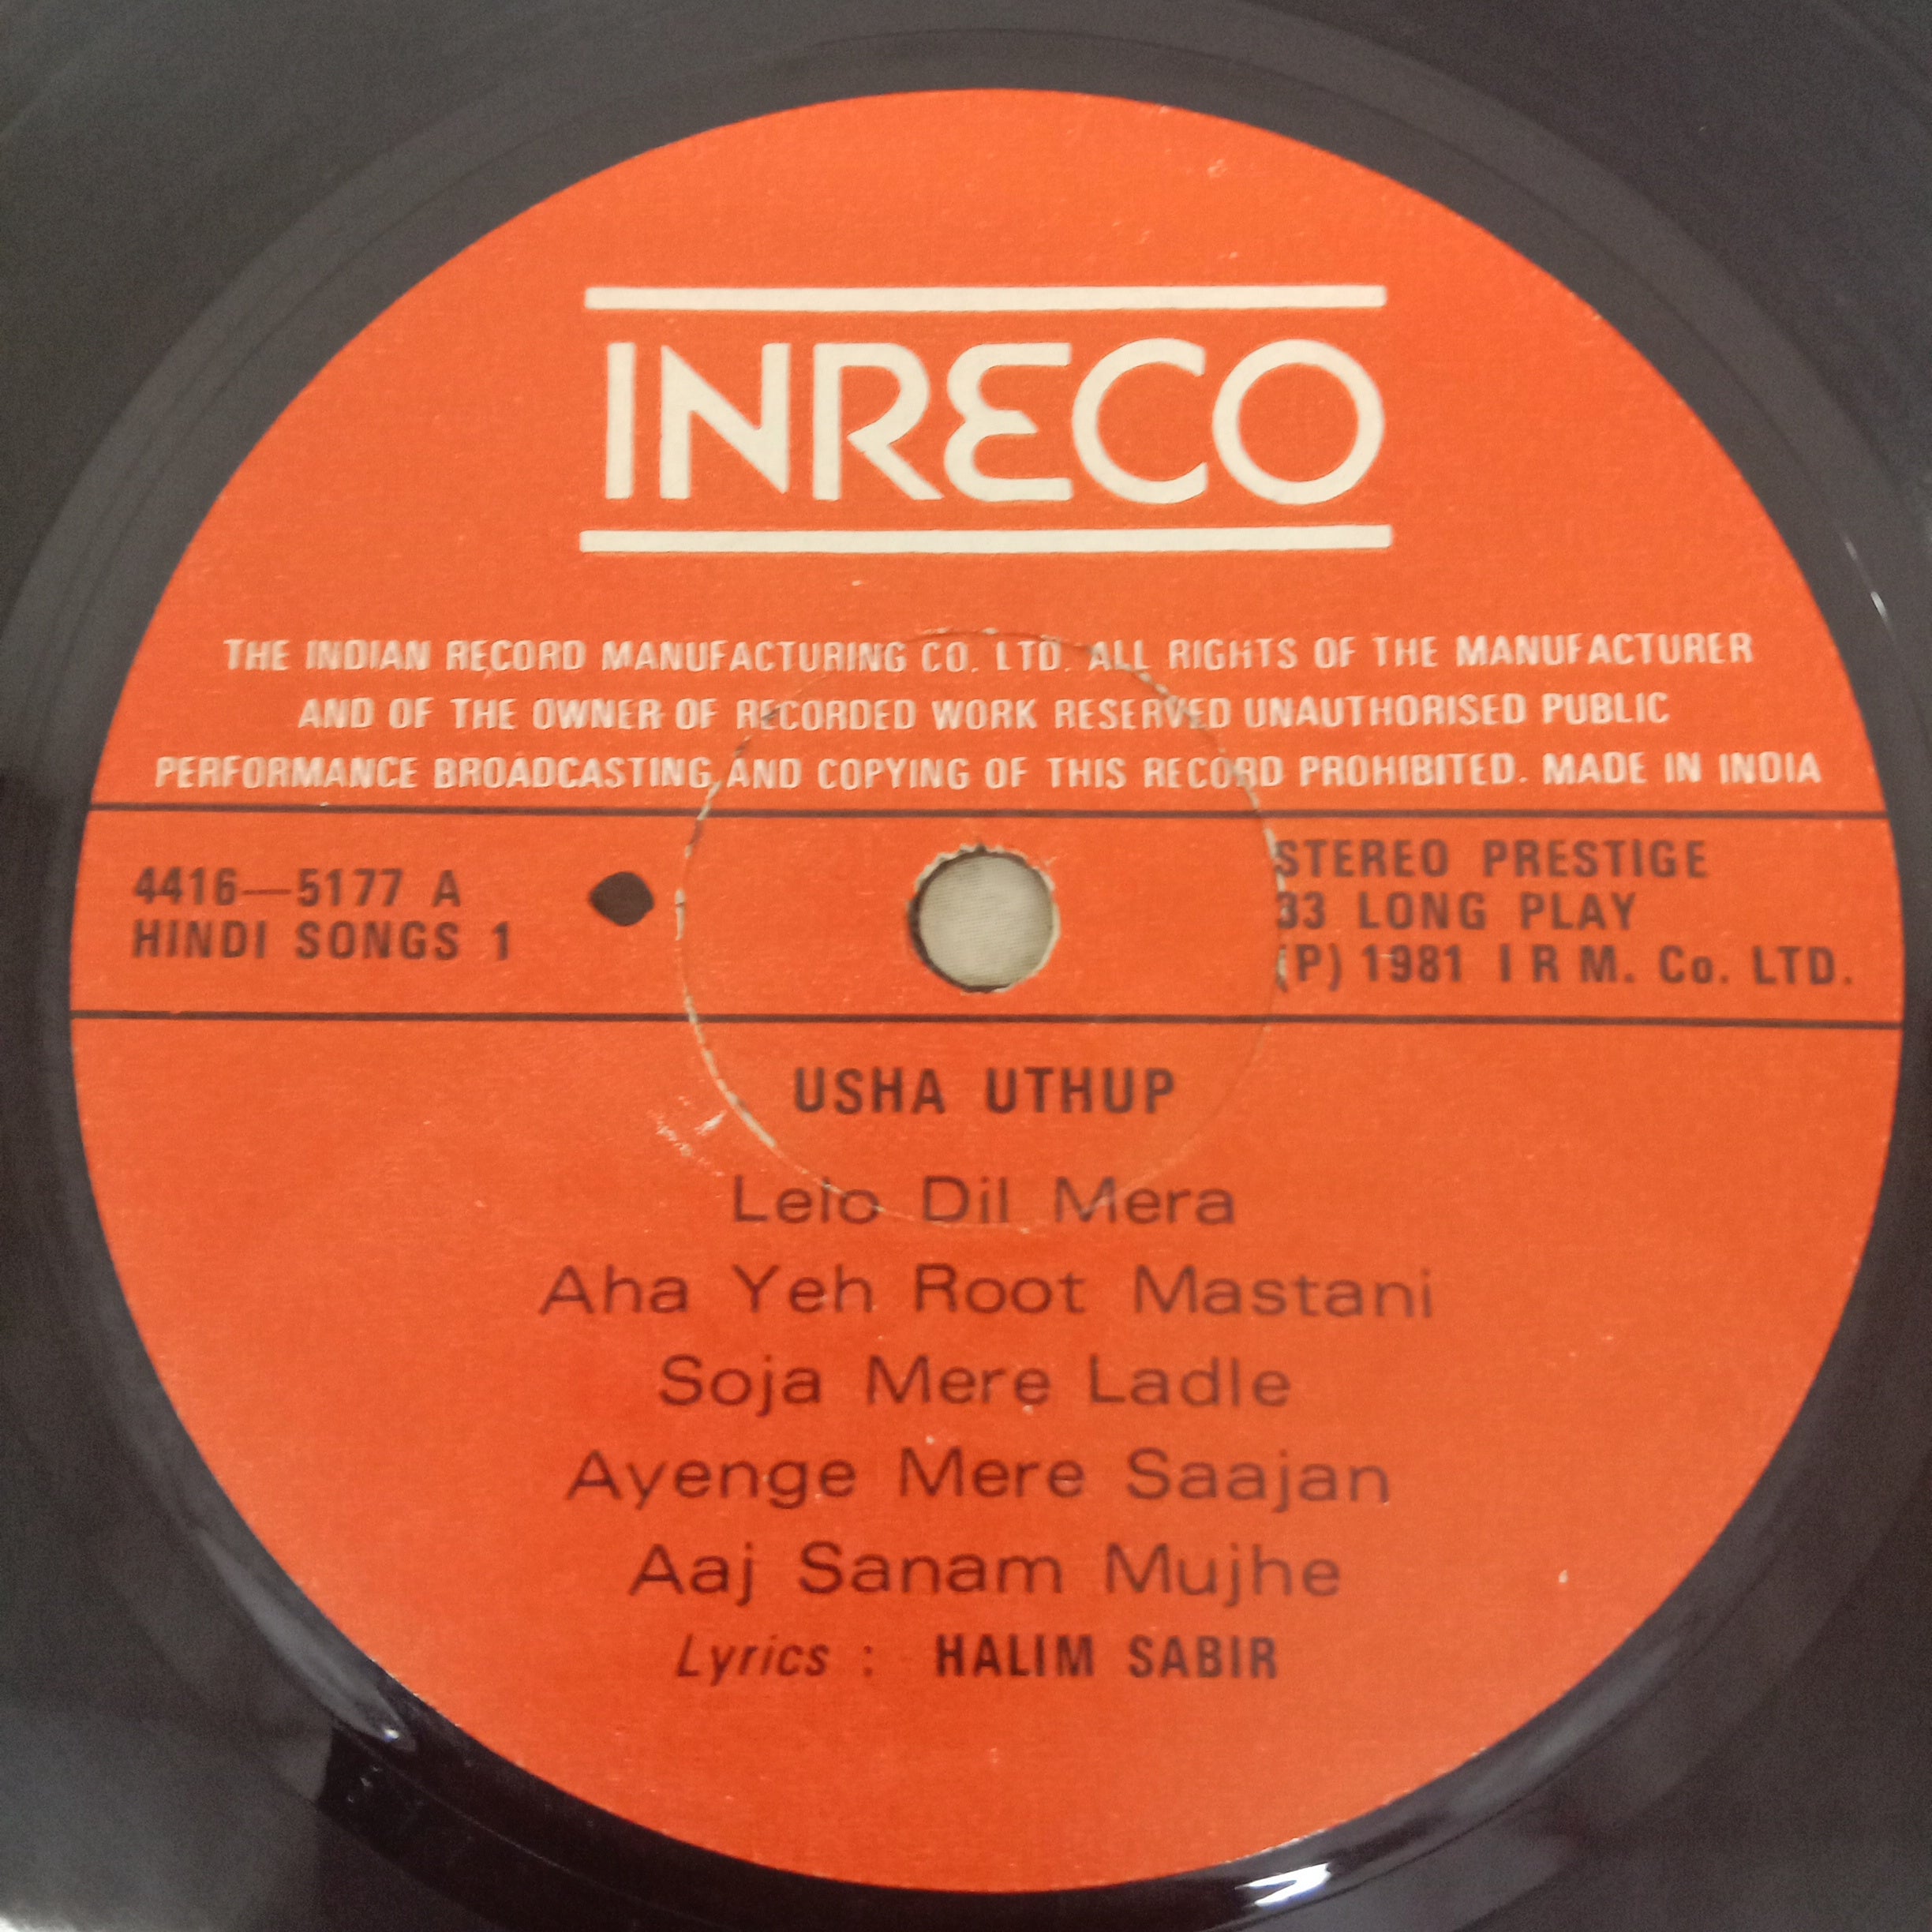 INRECO
THE INDIAN RECORD MANUFACTURING CO. LTD. ALL RIGHTS OF THE MANUFACTURER
AND OF THE OWNER OF RECORDED WORK RESERVED UNAUTHORISED PUBLIC
PERFORMANCE BROADCASTING AND COPYING OF THIS RECORD PROHIBITED. MADE IN INDIA
4416—5177 A
HINDI SONGS 1
STEREO PRESTIGE
33 LONG PLAY
(P) 1981 I R M. Co. LTD.
USHA UTHUP
Lelo Dil Mera
Aha Yeh Root Mastani
Soja Mere Ladle
Ayenge Mere Saajan
Aaj Sanam Mujhe
Lyrics : HALIM SABIR